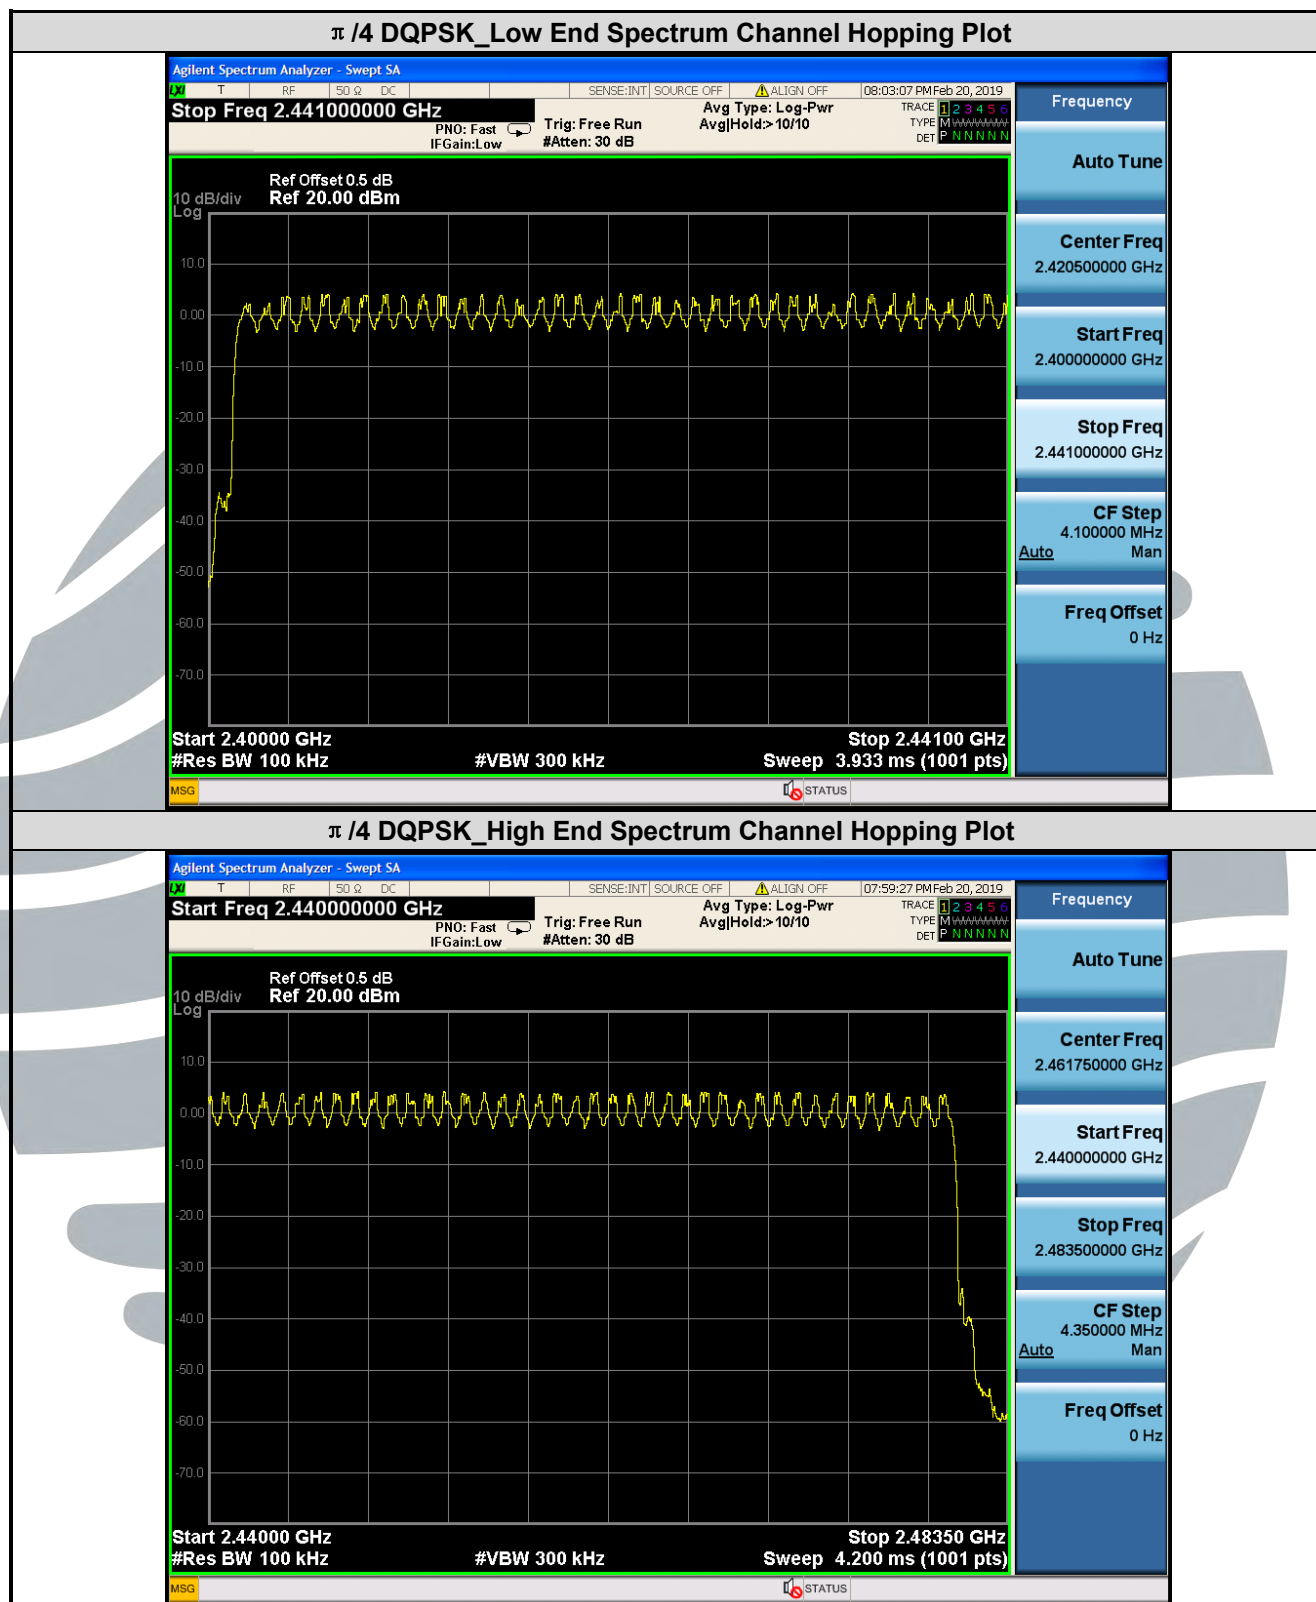 π /4 DQPSK_Low End Spectrum Channel Hopping Plot
Agilent Spectrum Analyzer - Swept SA
LXI T RF 50 Ω DC SENSE:INT SOURCE OFF ALIGN OFF 08:03:07 PM Feb 20, 2019
Stop Freq 2.441000000 GHz
PNO: Fast
IFGain:Low
Trig: Free Run
#Atten: 30 dB
Avg Type: Log-Pwr
Avg|Hold:> 10/10
TRACE 1 2 3 4 5 6
TYPE M WWWWW
DET P N N N N N
Ref Offset 0.5 dB
10 dB/div Ref 20.00 dBm
Log
10.0
0.00
-10.0
-20.0
-30.0
-40.0
-50.0
-60.0
-70.0
Start 2.40000 GHz Stop 2.44100 GHz
#Res BW 100 kHz #VBW 300 kHz Sweep 3.933 ms (1001 pts)
MSG STATUS
Frequency
Auto Tune
Center Freq
2.420500000 GHz
Start Freq
2.400000000 GHz
Stop Freq
2.441000000 GHz
CF Step
4.100000 MHz
Auto Man
Freq Offset
0 Hz
π /4 DQPSK_High End Spectrum Channel Hopping Plot
Agilent Spectrum Analyzer - Swept SA
LXI T RF 50 Ω DC SENSE:INT SOURCE OFF ALIGN OFF 07:59:27 PM Feb 20, 2019
Start Freq 2.440000000 GHz
PNO: Fast
IFGain:Low
Trig: Free Run
#Atten: 30 dB
Avg Type: Log-Pwr
Avg|Hold:> 10/10
TRACE 1 2 3 4 5 6
TYPE M WWWWW
DET P N N N N N
Ref Offset 0.5 dB
10 dB/div Ref 20.00 dBm
Log
10.0
0.00
-10.0
-20.0
-30.0
-40.0
-50.0
-60.0
-70.0
Start 2.44000 GHz Stop 2.48350 GHz
#Res BW 100 kHz #VBW 300 kHz Sweep 4.200 ms (1001 pts)
MSG STATUS
Frequency
Auto Tune
Center Freq
2.461750000 GHz
Start Freq
2.440000000 GHz
Stop Freq
2.483500000 GHz
CF Step
4.350000 MHz
Auto Man
Freq Offset
0 Hz